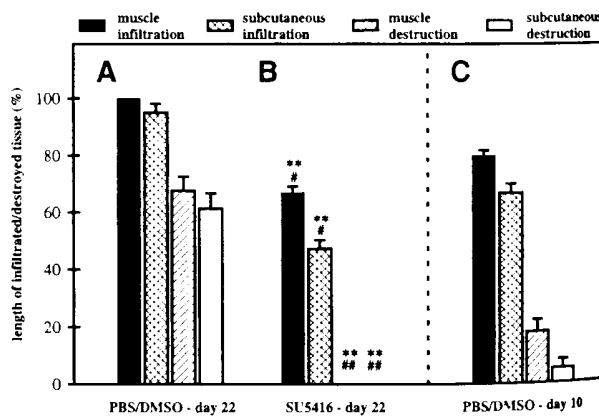 muscle infiltration
subcutaneous infiltration
muscle destruction
subcutaneous destruction
A
B
C
length of infiltrated/destroyed tissue (%)
100
80
60
40
20
0
**
#
**
#
** **
## ##
PBS/DMSO - day 22
SU5416 - day 22
PBS/DMSO - day 10